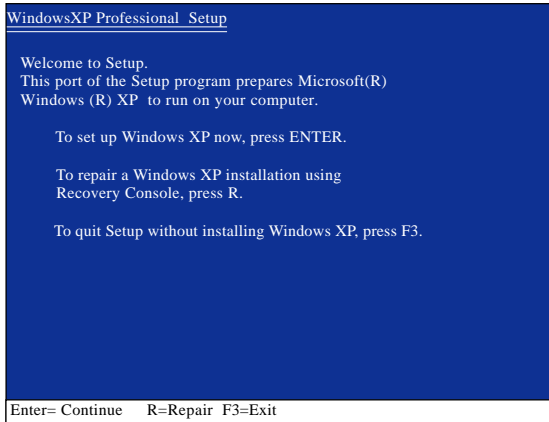 WindowsXP Professional  Setup
Welcome to Setup.
This port of the Setup program prepares Microsoft(R)
Windows (R) XP  to run on your computer.
To set up Windows XP now, press ENTER.
To repair a Windows XP installation using
Recovery Console, press R.
To quit Setup without installing Windows XP, press F3.
Enter= Continue    R=Repair  F3=Exit